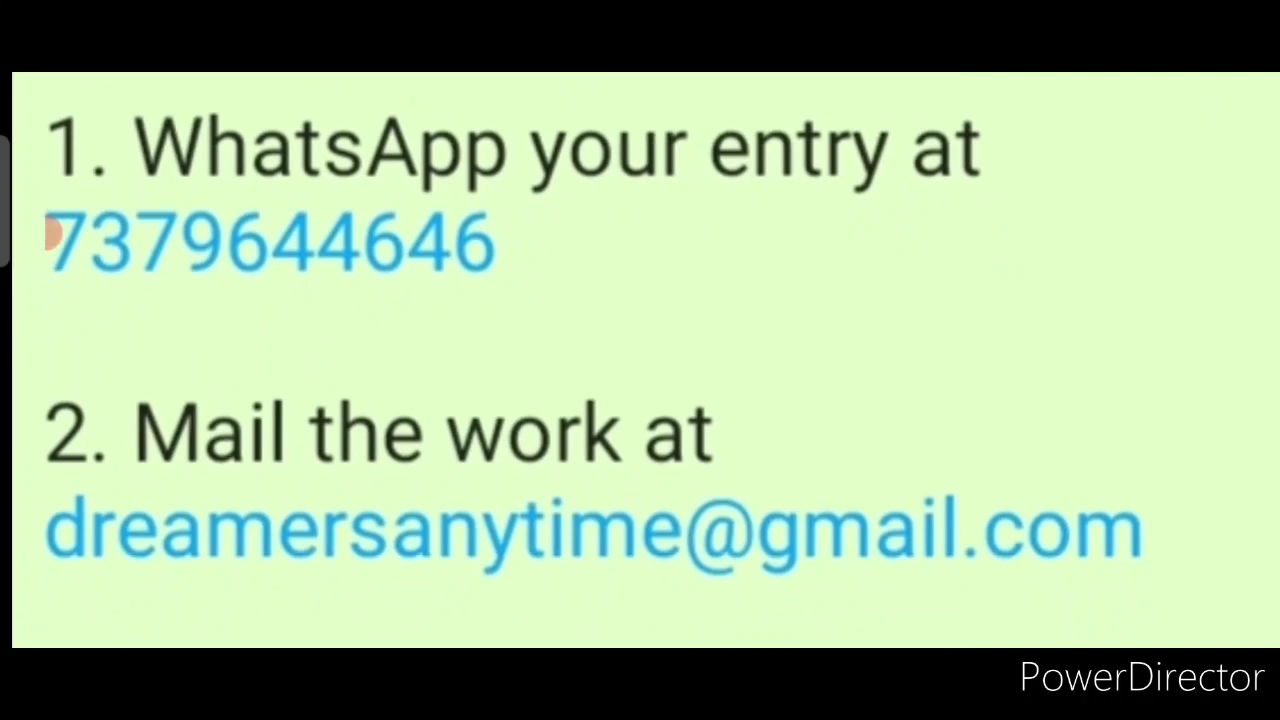 1. WhatsApp your entry at
7379644646
2. Mail the work at
dreamersanytime@gmail.com
PowerDirector